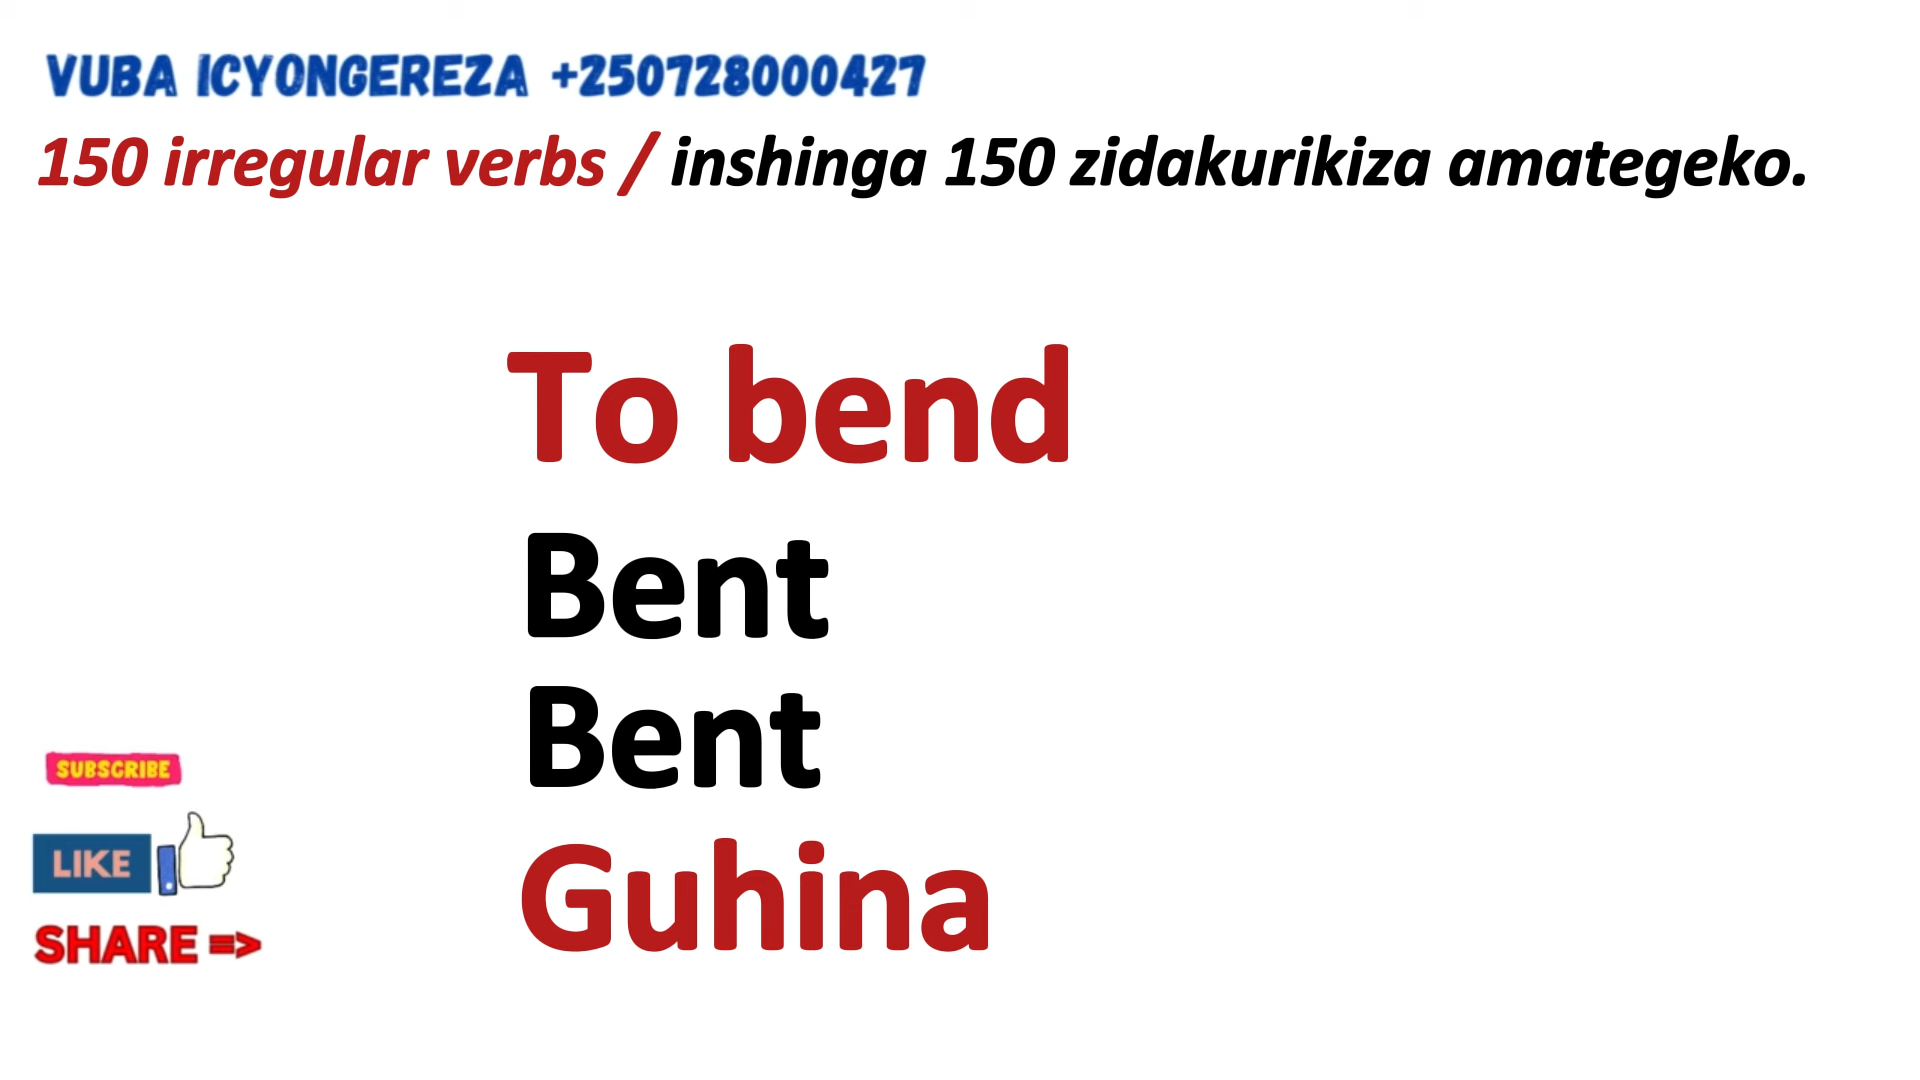 VUBA ICYONGEREZA +250728000427
150 irregular verbs / inshinga 150 zidakurikiza amategeko.
To bend
Bent
Bent
Guhina
SUBSCRIBE
LIKE
SHARE =>